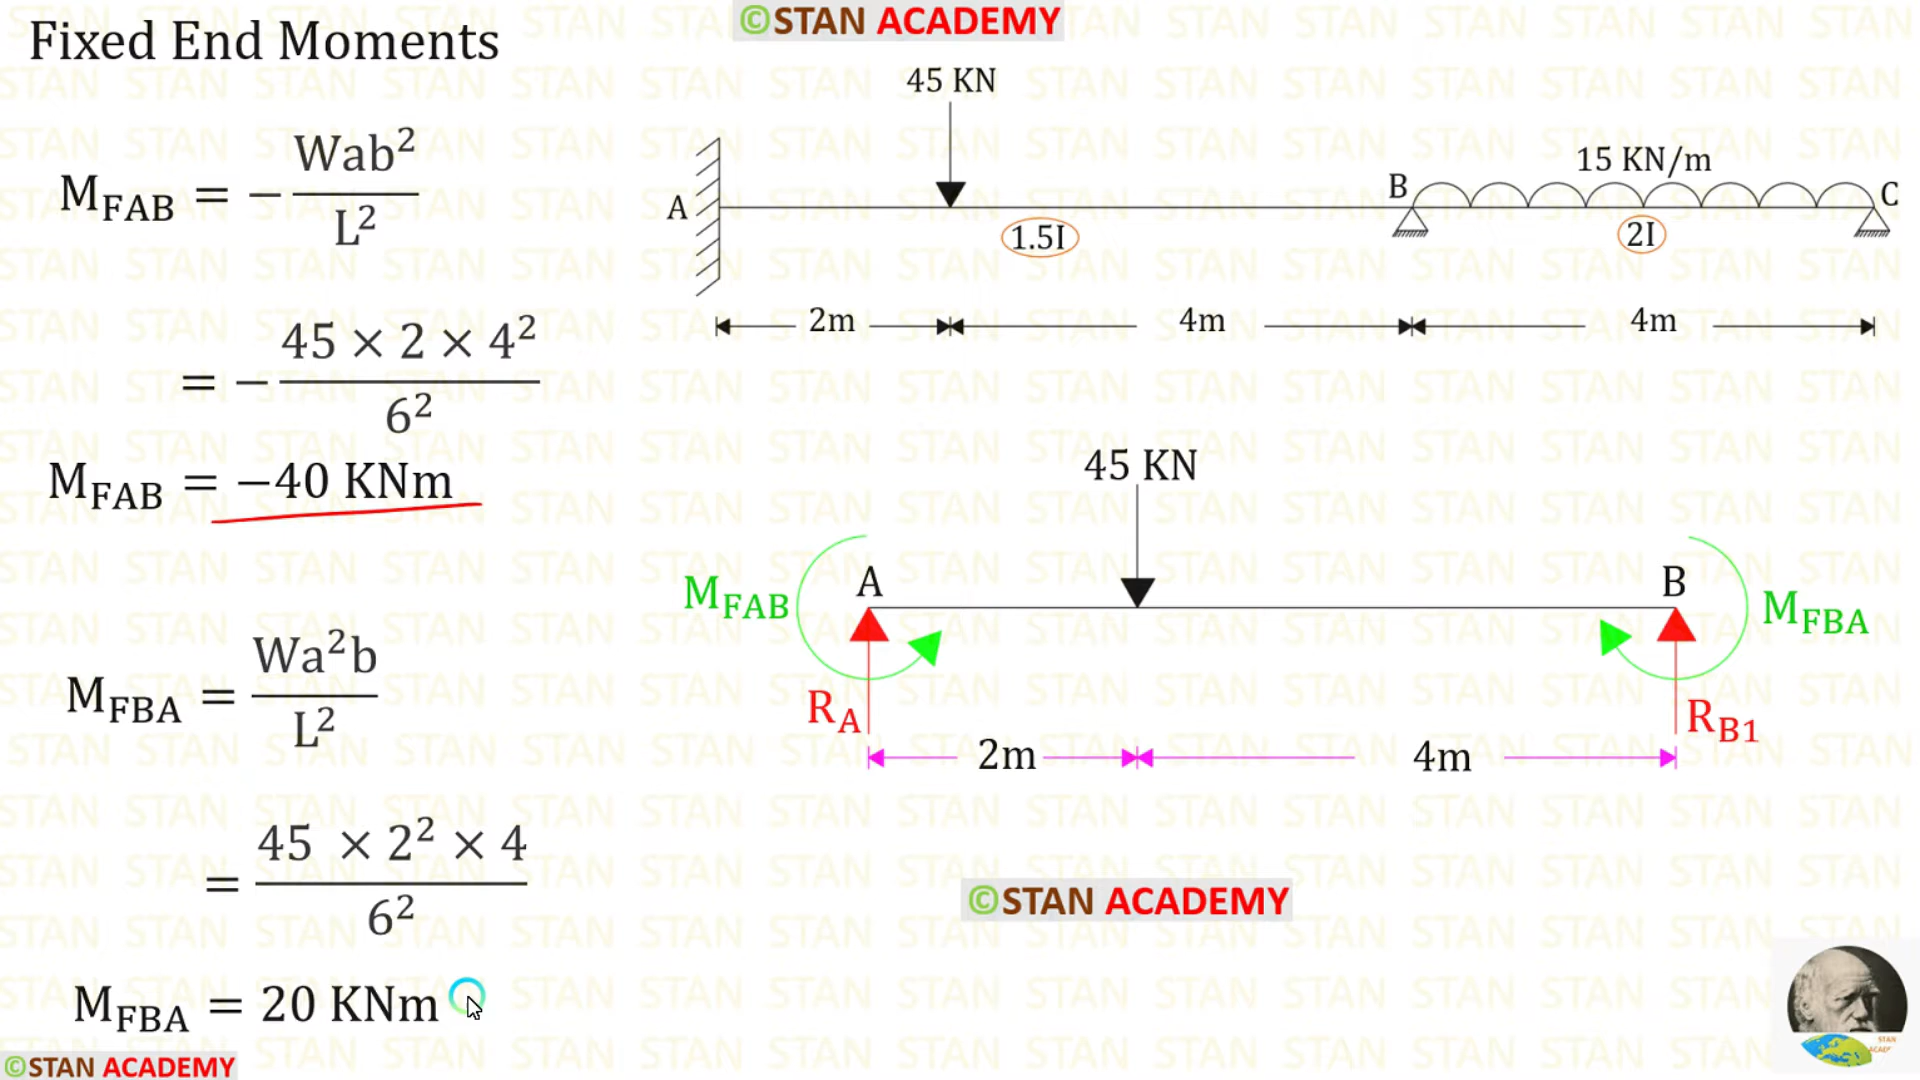 Fixed End Moments
©STAN ACADEMY
M_FAB = − Wab² / L²
= − 45 × 2 × 4² / 6²
M_FAB = −40 KNm
M_FBA = Wa²b / L²
= 45 × 2² × 4 / 6²
M_FBA = 20 KNm
©STAN ACADEMY
45 KN
15 KN/m
A
B
C
1.5I
2I
2m
4m
4m
45 KN
M_FAB
A
B
M_FBA
R_A
R_B1
2m
4m
©STAN ACADEMY
STAN